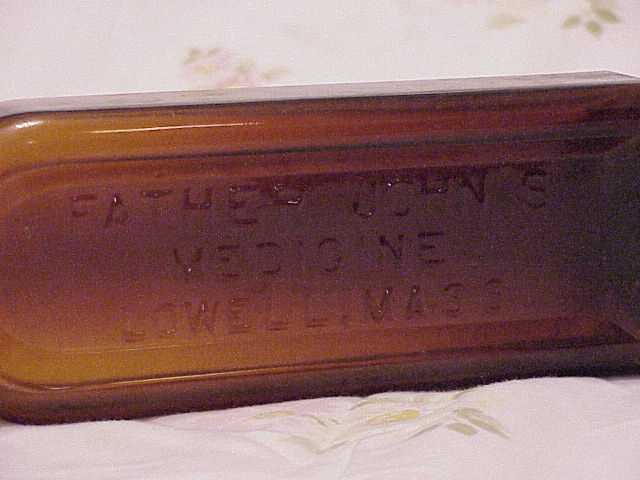 FATHER JOHN'S
MEDICINE
LOWELL, MASS